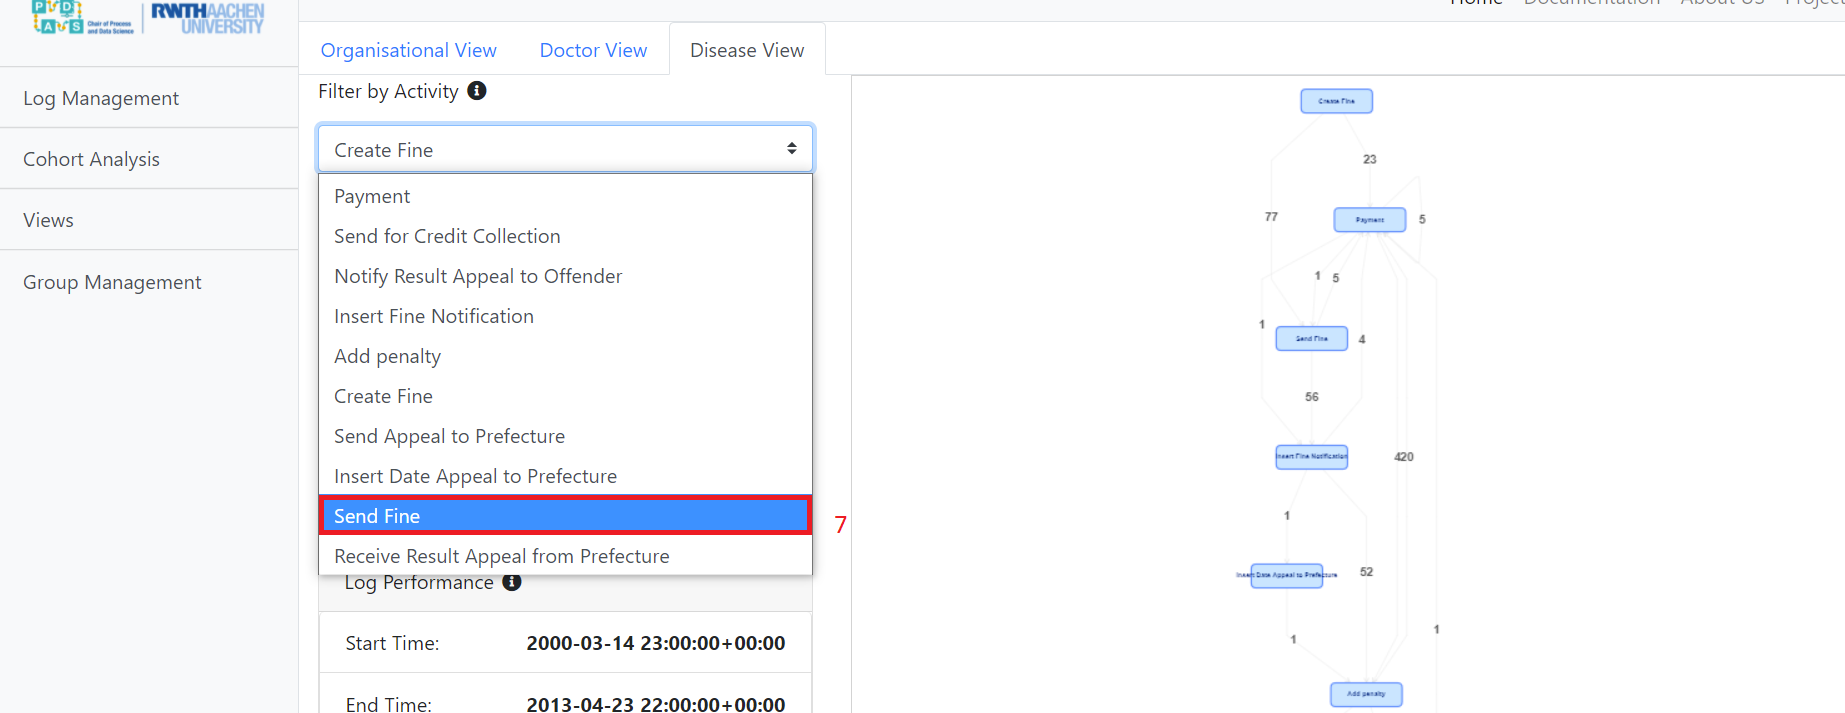 PDAS
Chair of Process
and Data Science
RWTHAACHEN
UNIVERSITY
Home Documentation About Us Project
Log Management
Cohort Analysis
Views
Group Management
Organisational View
Doctor View
Disease View
Filter by Activity
Create Fine
Payment
Send for Credit Collection
Notify Result Appeal to Offender
Insert Fine Notification
Add penalty
Create Fine
Send Appeal to Prefecture
Insert Date Appeal to Prefecture
Send Fine
7
Receive Result Appeal from Prefecture
Log Performance
Start Time: 2000-03-14 23:00:00+00:00
End Time: 2013-04-23 22:00:00+00:00
Create Fine
23
77
Payment
5
1
5
1
Send Fine
4
56
Insert Fine Notification
420
1
Insert Date Appeal to Prefecture
52
1
1
Add penalty